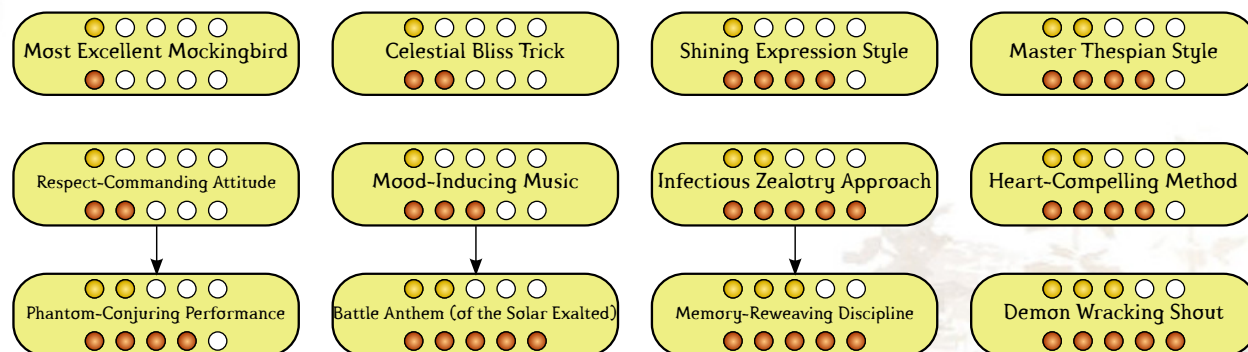 Most Excellent Mockingbird
Celestial Bliss Trick
Shining Expression Style
Master Thespian Style
Respect-Commanding Attitude
Mood-Inducing Music
Infectious Zealotry Approach
Heart-Compelling Method
Phantom-Conjuring Performance
Battle Anthem (of the Solar Exalted)
Memory-Reweaving Discipline
Demon Wracking Shout